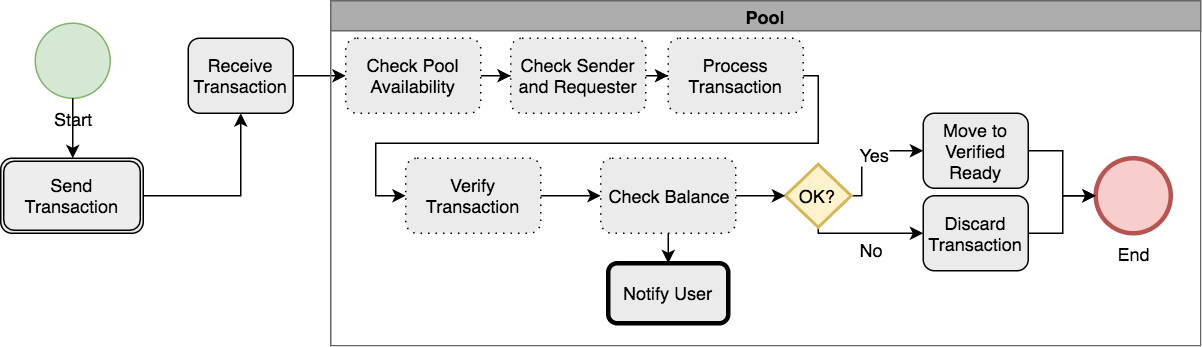 Pool
Start
Send
Transaction
Receive
Transaction
Check Pool
Availability
Check Sender
and Requester
Process
Transaction
Verify
Transaction
Check Balance
Notify User
OK?
Yes
No
Move to
Verified
Ready
Discard
Transaction
End